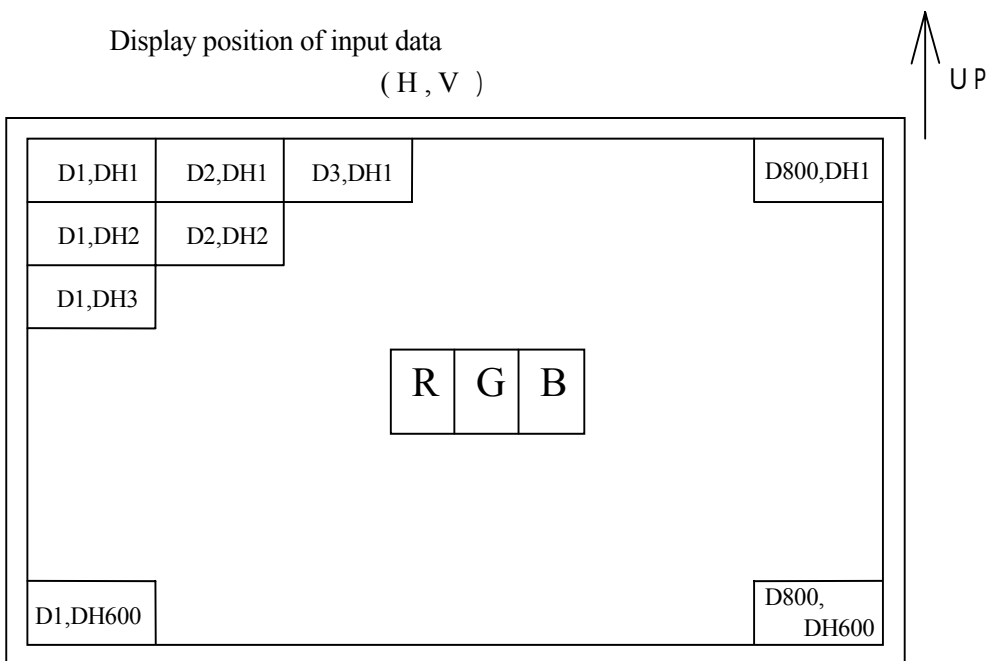 Display position of input data
( H , V )
UP
D1,DH1 D2,DH1 D3,DH1 D800,DH1
D1,DH2 D2,DH2
D1,DH3
R G B
D1,DH600 D800,
DH600